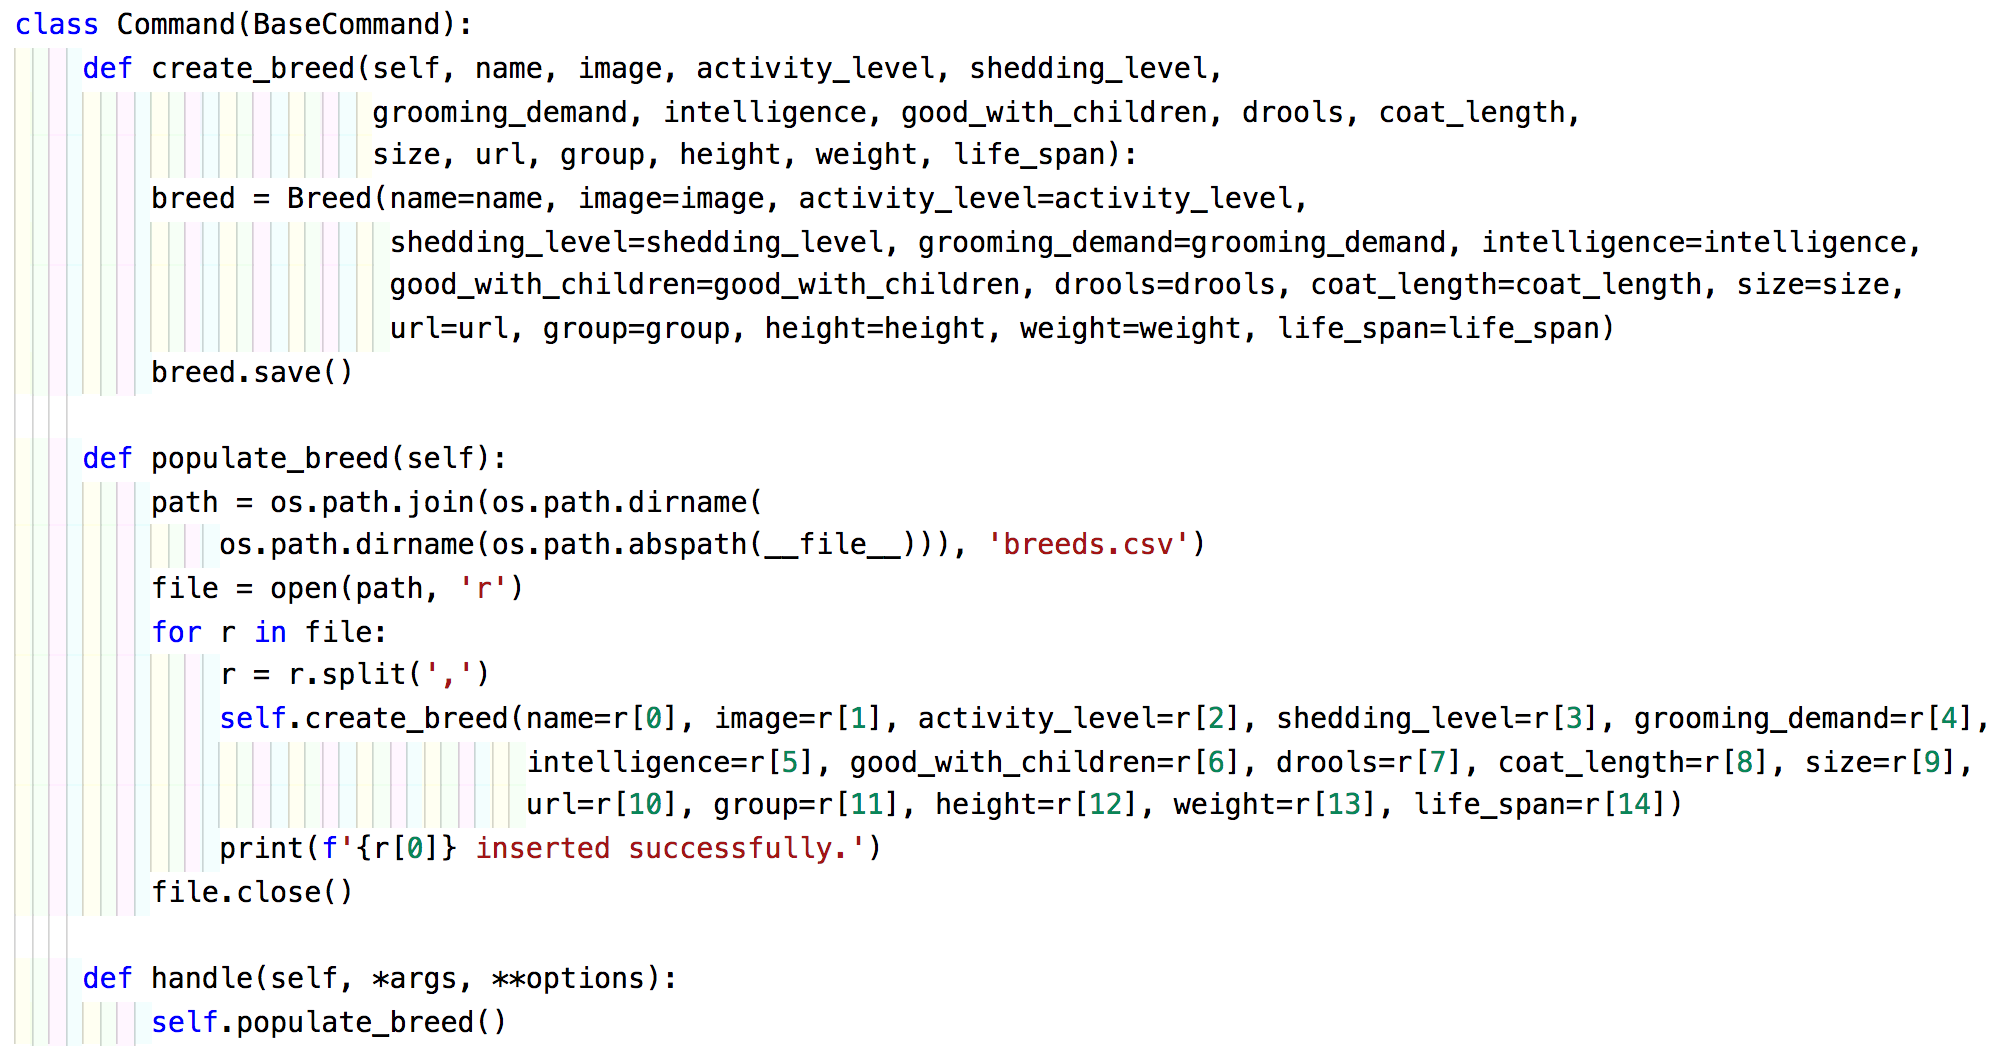 class Command(BaseCommand):
    def create_breed(self, name, image, activity_level, shedding_level,
                     grooming_demand, intelligence, good_with_children, drools, coat_length,
                     size, url, group, height, weight, life_span):
        breed = Breed(name=name, image=image, activity_level=activity_level,
                      shedding_level=shedding_level, grooming_demand=grooming_demand, intelligence=intelligence,
                      good_with_children=good_with_children, drools=drools, coat_length=coat_length, size=size,
                      url=url, group=group, height=height, weight=weight, life_span=life_span)
        breed.save()

    def populate_breed(self):
        path = os.path.join(os.path.dirname(
            os.path.dirname(os.path.abspath(__file__))), 'breeds.csv')
        file = open(path, 'r')
        for r in file:
            r = r.split(',')
            self.create_breed(name=r[0], image=r[1], activity_level=r[2], shedding_level=r[3], grooming_demand=r[4],
                              intelligence=r[5], good_with_children=r[6], drools=r[7], coat_length=r[8], size=r[9],
                              url=r[10], group=r[11], height=r[12], weight=r[13], life_span=r[14])
            print(f'{r[0]} inserted successfully.')
        file.close()

    def handle(self, *args, **options):
        self.populate_breed()